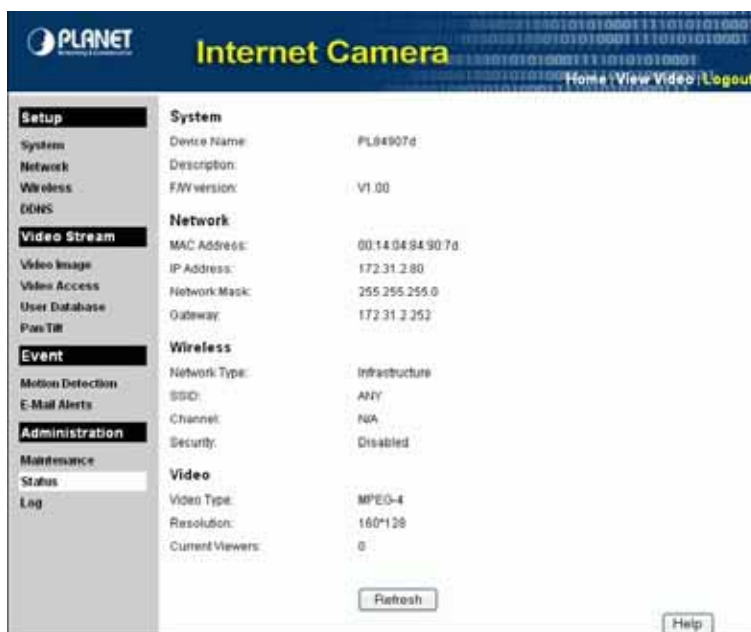 PLANET
Internet Camera
Home | View Video | Logout
Setup
System
Network
Wireless
DDNS
Video Stream
Video Image
Video Access
User Database
Pan Tilt
Event
Motion Detection
E-Mail Alerts
Administration
Maintenance
Status
Log
System
Device Name: PL84907d
Description:
F/W version: V1.00
Network
MAC Address: 00:14:04:84:90:7d
IP Address: 172.31.2.80
Network Mask: 255.255.255.0
Gateway: 172.31.2.252
Wireless
Network Type: Infrastructure
SSID: ANY
Channel: N/A
Security: Disabled
Video
Video Type: MPEG-4
Resolution: 160*128
Current Viewers: 0
Refresh
Help